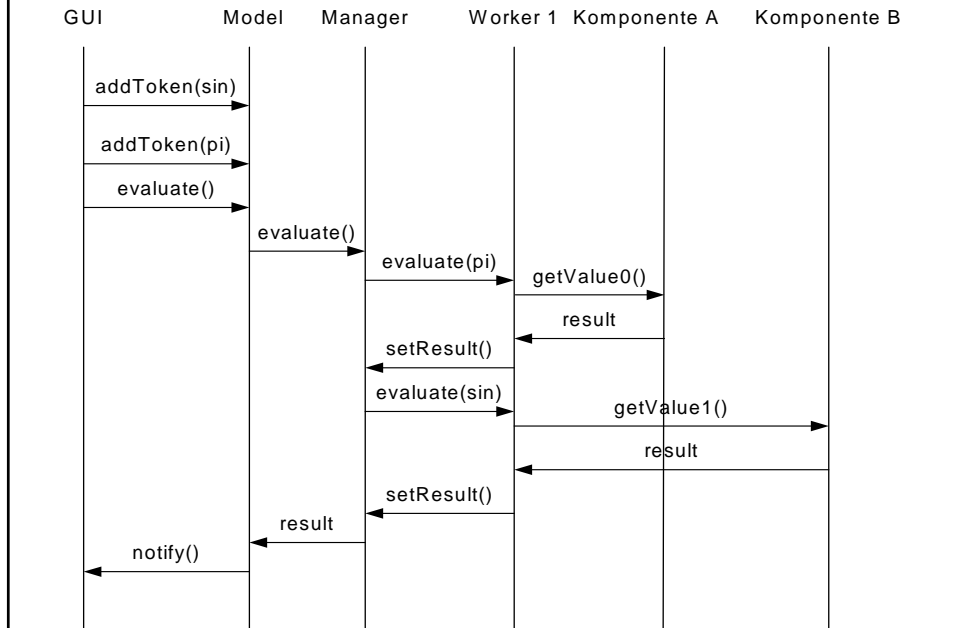 GUI Model Manager Worker 1 Komponente A Komponente B
addToken(sin)
addToken(pi)
evaluate()
evaluate()
evaluate(pi)
getValue0()
result
setResult()
evaluate(sin)
getValue1()
result
setResult()
result
notify()